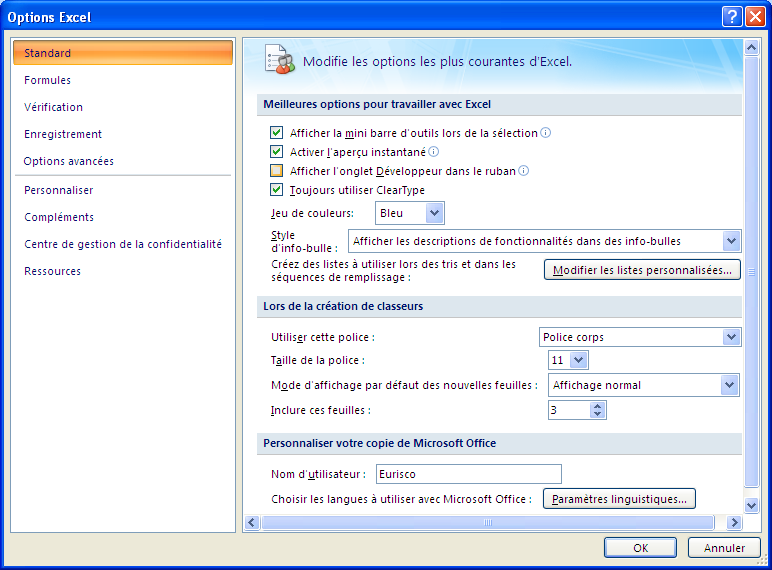 Options Excel
Standard
Formules
Vérification
Enregistrement
Options avancées
Personnaliser
Compléments
Centre de gestion de la confidentialité
Ressources
Modifie les options les plus courantes d'Excel.
Meilleures options pour travailler avec Excel
Afficher la mini barre d'outils lors de la sélection
Activer l'aperçu instantané
Afficher l'onglet Développeur dans le ruban
Toujours utiliser ClearType
Jeu de couleurs: Bleu
Style
d'info-bulle : Afficher les descriptions de fonctionnalités dans des info-bulles
Créez des listes à utiliser lors des tris et dans les
séquences de remplissage : Modifier les listes personnalisées...
Lors de la création de classeurs
Utiliser cette police : Police corps
Taille de la police : 11
Mode d'affichage par défaut des nouvelles feuilles : Affichage normal
Inclure ces feuilles : 3
Personnaliser votre copie de Microsoft Office
Nom d'utilisateur : Eurisco
Choisir les langues à utiliser avec Microsoft Office : Paramètres linguistiques...
OK Annuler